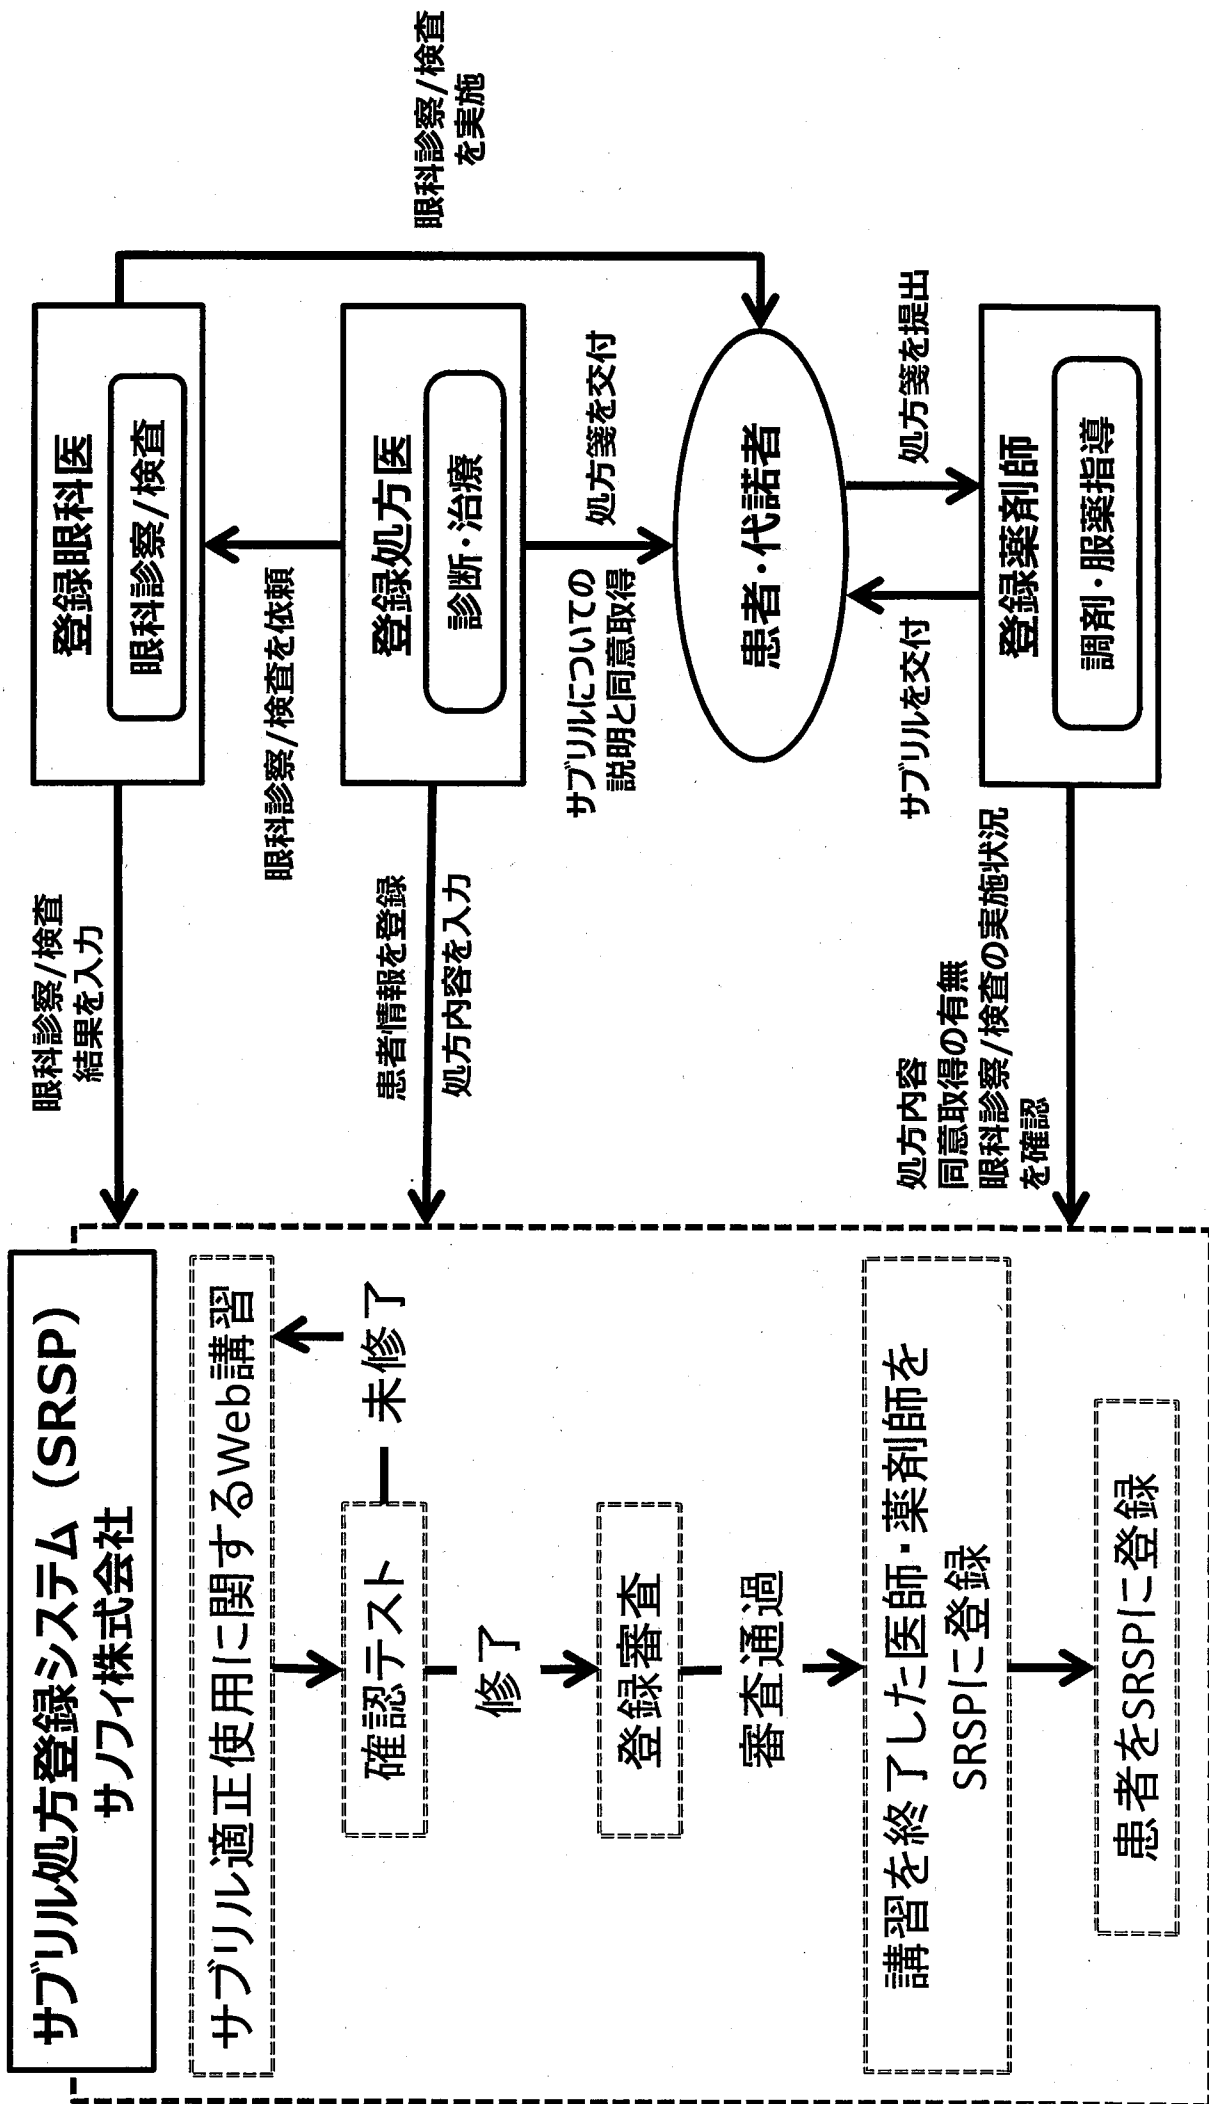 サブリル処方登録システム（SRSP）
サノフィ株式会社
サブリル適正使用に関するWeb講習
確認テスト
未修了
修了
登録審査
審査通過
講習を終了した医師・薬剤師を
SRSPに登録
患者をSRSPに登録
眼科診察/検査
結果を入力
患者情報を登録
処方内容を入力
処方内容
同意取得の有無
眼科診察/検査の実施状況
を確認
登録眼科医
眼科診察/検査
眼科診察/検査を依頼
登録処方医
診断・治療
サブリルについての
説明と同意取得
処方箋を交付
患者・代諾者
サブリルを交付
処方箋を提出
登録薬剤師
調剤・服薬指導
眼科診察/検査
を実施